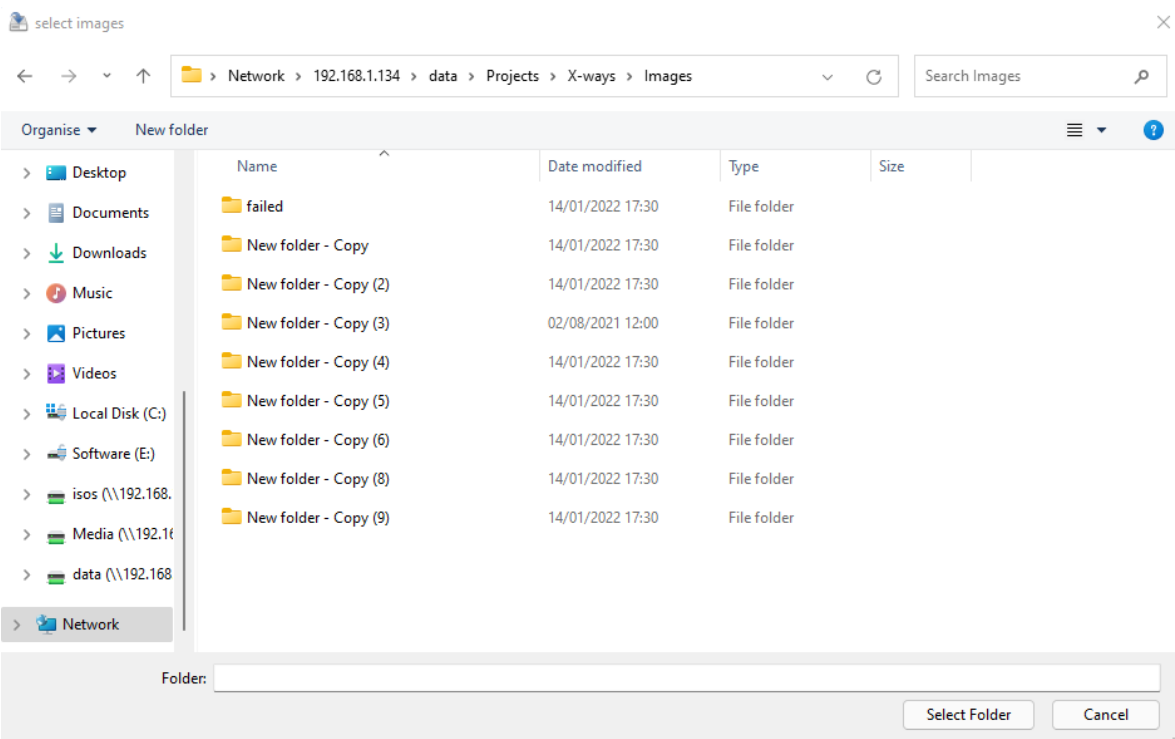 select images
Network > 192.168.1.134 > data > Projects > X-ways > Images
Search Images
Organise
New folder
Desktop
Documents
Downloads
Music
Pictures
Videos
Local Disk (C:)
Software (E:)
isos (\\192.168.
Media (\\192.16
data (\\192.168
Network
Name Date modified Type Size
failed 14/01/2022 17:30 File folder
New folder - Copy 14/01/2022 17:30 File folder
New folder - Copy (2) 14/01/2022 17:30 File folder
New folder - Copy (3) 02/08/2021 12:00 File folder
New folder - Copy (4) 14/01/2022 17:30 File folder
New folder - Copy (5) 14/01/2022 17:30 File folder
New folder - Copy (6) 14/01/2022 17:30 File folder
New folder - Copy (8) 14/01/2022 17:30 File folder
New folder - Copy (9) 14/01/2022 17:30 File folder
Folder:
Select Folder
Cancel